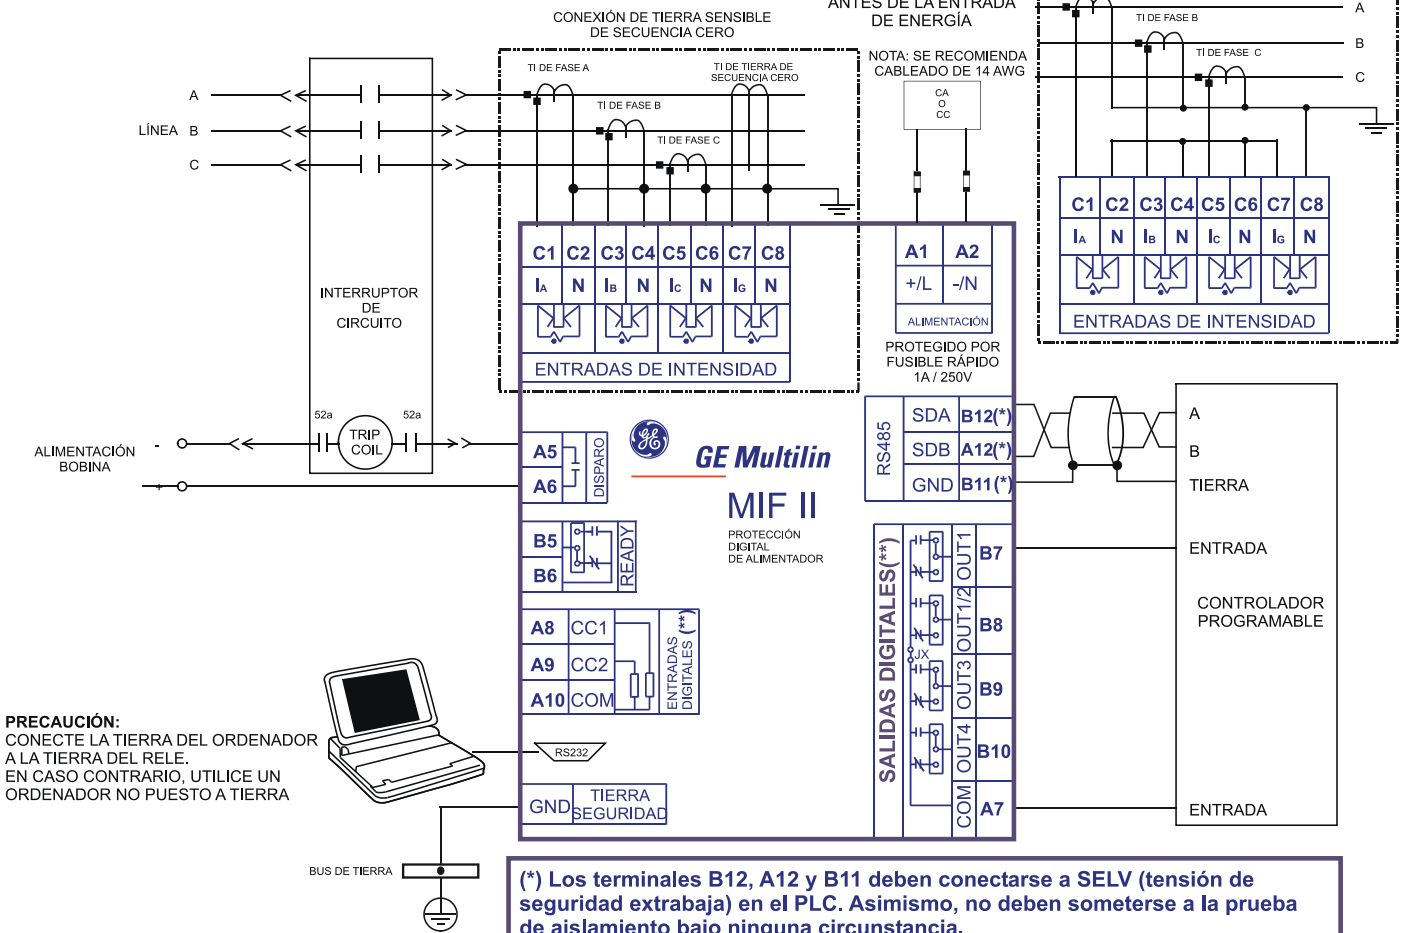 CONEXIÓN DE TIERRA SENSIBLE
DE SECUENCIA CERO
ANTES DE LA ENTRADA
DE ENERGÍA
NOTA: SE RECOMIENDA
CABLEADO DE 14 AWG
CA
O
CC
TI DE FASE A
TI DE FASE B
TI DE FASE C
TI DE TIERRA DE
SECUENCIA CERO
LÍNEA
A
B
C
TI DE FASE B
TI DE FASE C
A
B
C
C1 C2 C3 C4 C5 C6 C7 C8
IA N IB N IC N IG N
ENTRADAS DE INTENSIDAD
C1 C2 C3 C4 C5 C6 C7 C8
IA N IB N IC N IG N
ENTRADAS DE INTENSIDAD
A1 A2
+/L -/N
ALIMENTACIÓN
PROTEGIDO POR
FUSIBLE RÁPIDO
1A / 250V
INTERRUPTOR
DE
CIRCUITO
52a
TRIP
COIL
52a
ALIMENTACIÓN
BOBINA
-
+
A5
A6
DISPARO
B5
B6
READY
A8 CC1
A9 CC2
A10 COM
ENTRADAS
DIGITALES (**)
RS232
GND
TIERRA
SEGURIDAD
GE
GE Multilin
MIF II
PROTECCIÓN
DIGITAL
DE ALIMENTADOR
RS485
SDA B12(*)
SDB A12(*)
GND B11(*)
SALIDAS DIGITALES(**)
JX
OUT1 B7
OUT1/2 B8
OUT3 B9
OUT4 B10
COM A7
A
B
TIERRA
ENTRADA
CONTROLADOR
PROGRAMABLE
ENTRADA
PRECAUCIÓN:
CONECTE LA TIERRA DEL ORDENADOR
A LA TIERRA DEL RELE.
EN CASO CONTRARIO, UTILICE UN
ORDENADOR NO PUESTO A TIERRA
BUS DE TIERRA
(*) Los terminales B12, A12 y B11 deben conectarse a SELV (tensión de
seguridad extrabaja) en el PLC. Asimismo, no deben someterse a la prueba
de aislamiento bajo ninguna circunstancia.